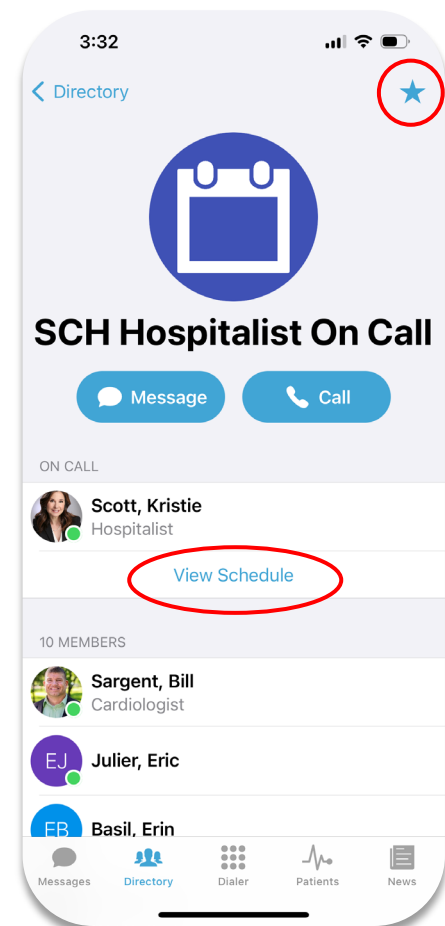 3:32
Directory
SCH Hospitalist On Call
Message
Call
ON CALL
Scott, Kristie
Hospitalist
View Schedule
10 MEMBERS
Sargent, Bill
Cardiologist
EJ
Julier, Eric
EB
Basil, Erin
Messages
Directory
Dialer
Patients
News